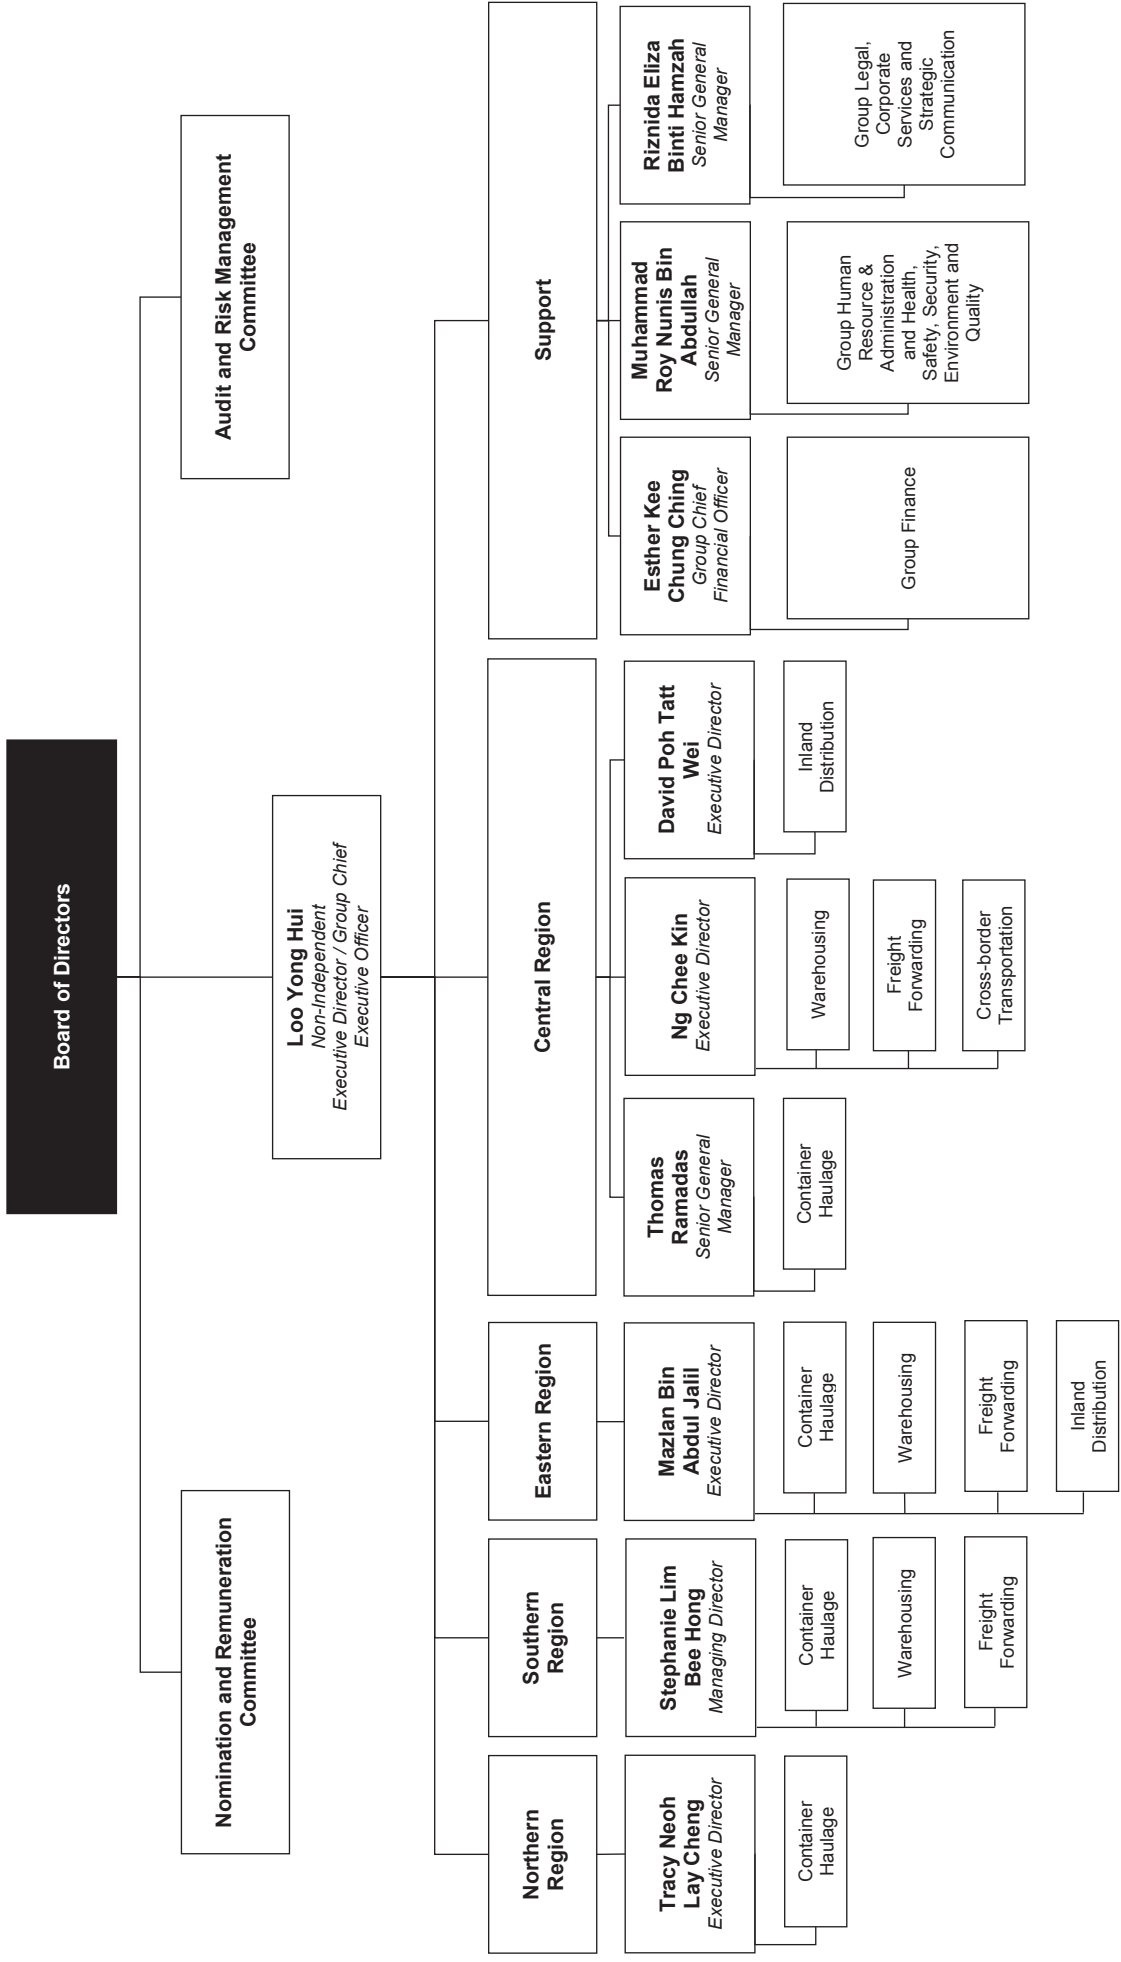 Board of Directors
Nomination and Remuneration
Committee
Audit and Risk Management
Committee
Loo Yong Hui
Non-Independent
Executive Director / Group Chief
Executive Officer
Northern
Region
Tracy Neoh
Lay Cheng
Executive Director
Container
Haulage
Southern
Region
Stephanie Lim
Bee Hong
Managing Director
Container
Haulage
Warehousing
Freight
Forwarding
Eastern Region
Mazlan Bin
Abdul Jalil
Executive Director
Container
Haulage
Warehousing
Freight
Forwarding
Inland
Distribution
Central Region
Thomas
Ramadas
Senior General
Manager
Container
Haulage
Ng Chee Kin
Executive Director
Warehousing
Freight
Forwarding
Cross-border
Transportation
David Poh Tatt
Wei
Executive Director
Inland
Distribution
Support
Esther Kee
Chung Ching
Group Chief
Financial Officer
Group Finance
Muhammad
Roy Nunis Bin
Abdullah
Senior General
Manager
Group Human
Resource &
Administration
and Health,
Safety, Security,
Environment and
Quality
Riznida Eliza
Binti Hamzah
Senior General
Manager
Group Legal,
Corporate
Services and
Strategic
Communication